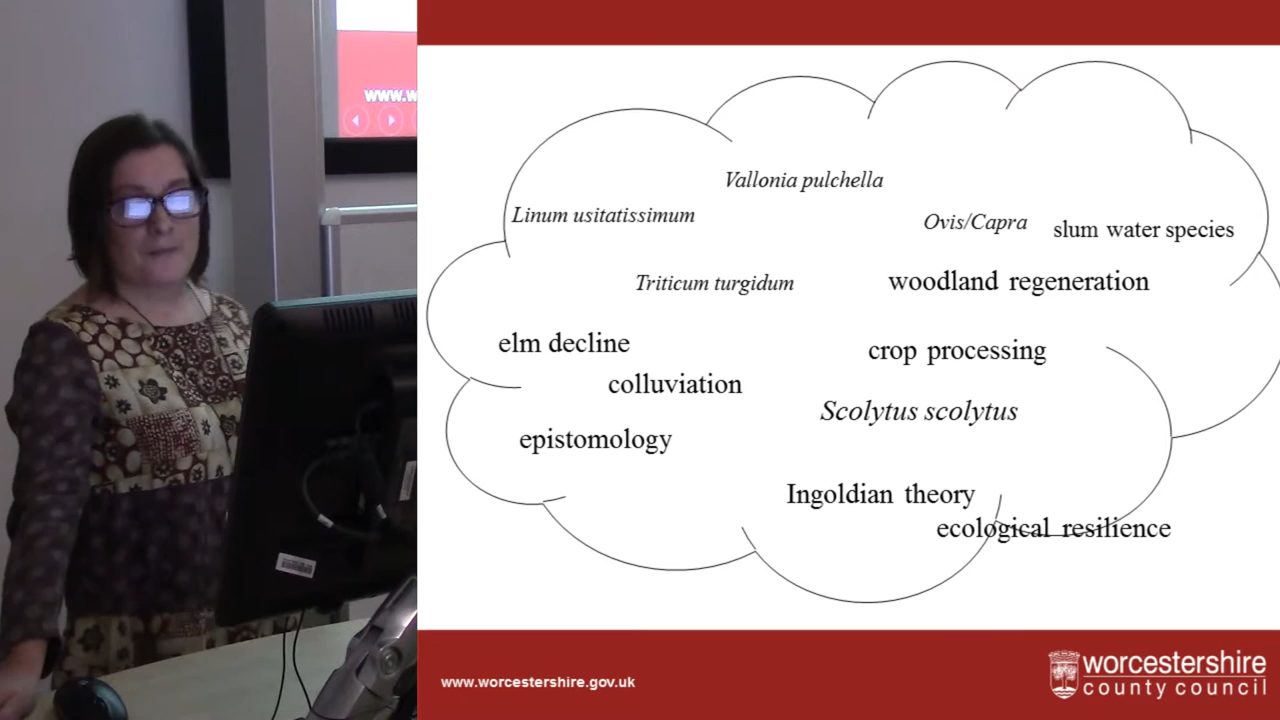 www.w
Vallonia pulchella
Linum usitatissimum
Ovis/Capra
slum water species
Triticum turgidum
woodland regeneration
elm decline
crop processing
colluviation
Scolytus scolytus
epistomology
Ingoldian theory
ecological resilience
www.worcestershire.gov.uk
worcestershire
county council